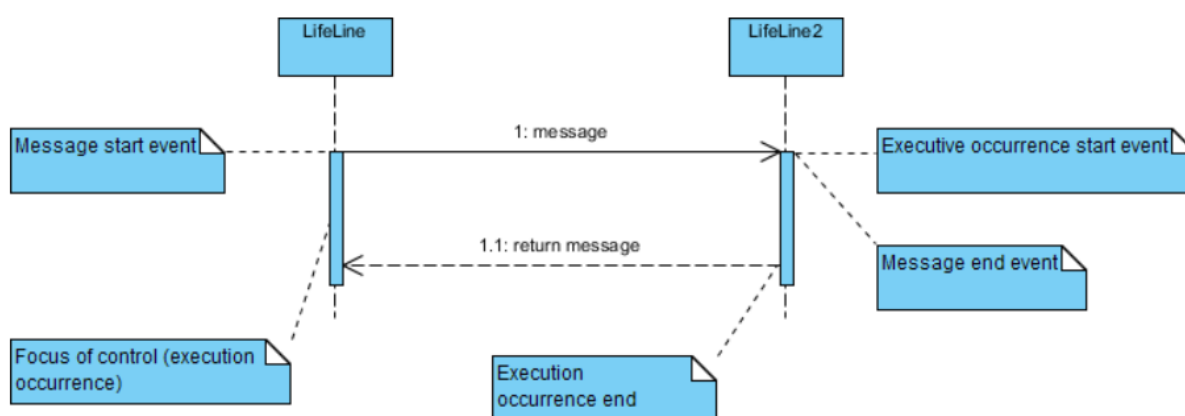 LifeLine
LifeLine2
1: message
Message start event
Executive occurrence start event
1.1: return message
Message end event
Focus of control (execution
occurrence)
Execution
occurrence end